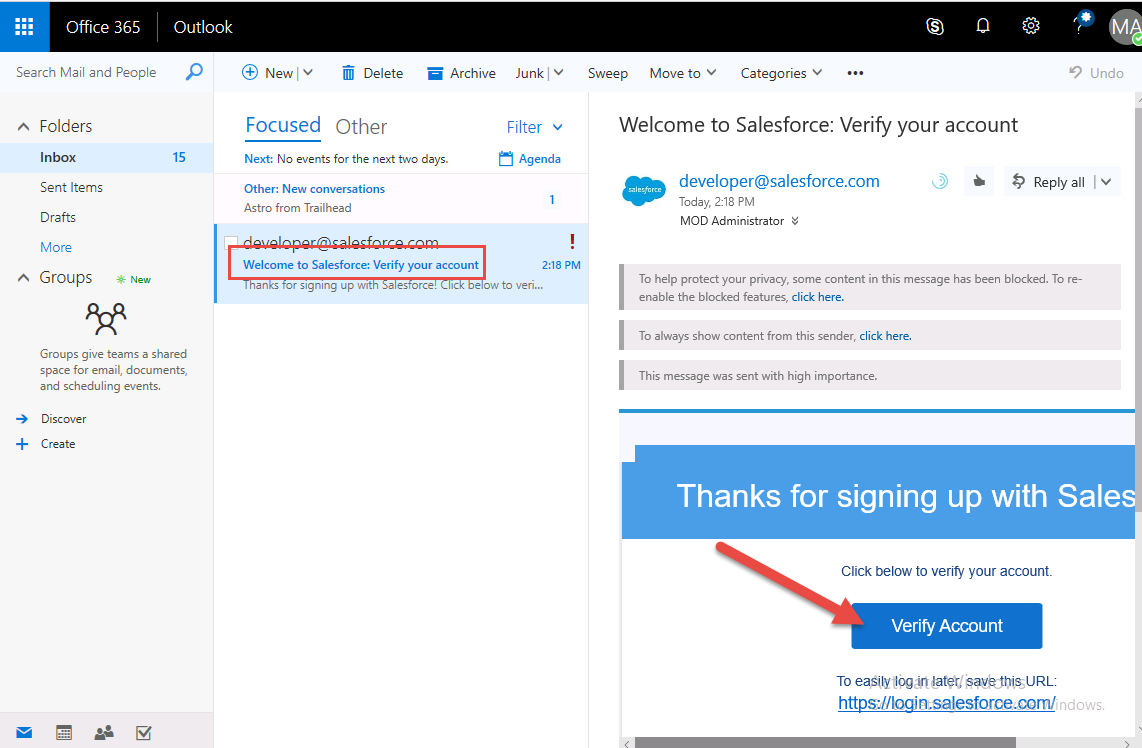 Office 365
Outlook
MA
Search Mail and People
New
Delete
Archive
Junk
Sweep
Move to
Categories
Undo
Folders
Inbox 15
Sent Items
Drafts
More
Groups
New
Groups give teams a shared
space for email, documents,
and scheduling events.
Discover
Create
Focused
Other
Filter
Next: No events for the next two days.
Agenda
Other: New conversations
Astro from Trailhead
1
developer@salesforce.com
!
Welcome to Salesforce: Verify your account
2:18 PM
Thanks for signing up with Salesforce! Click below to veri...
Welcome to Salesforce: Verify your account
salesforce
developer@salesforce.com
Today, 2:18 PM
MOD Administrator
Reply all
To help protect your privacy, some content in this message has been blocked. To re-
enable the blocked features, click here.
To always show content from this sender, click here.
This message was sent with high importance.
Thanks for signing up with Sales
Click below to verify your account.
Verify Account
To easily log in later, save this URL:
https://login.salesforce.com/
Activate Windows